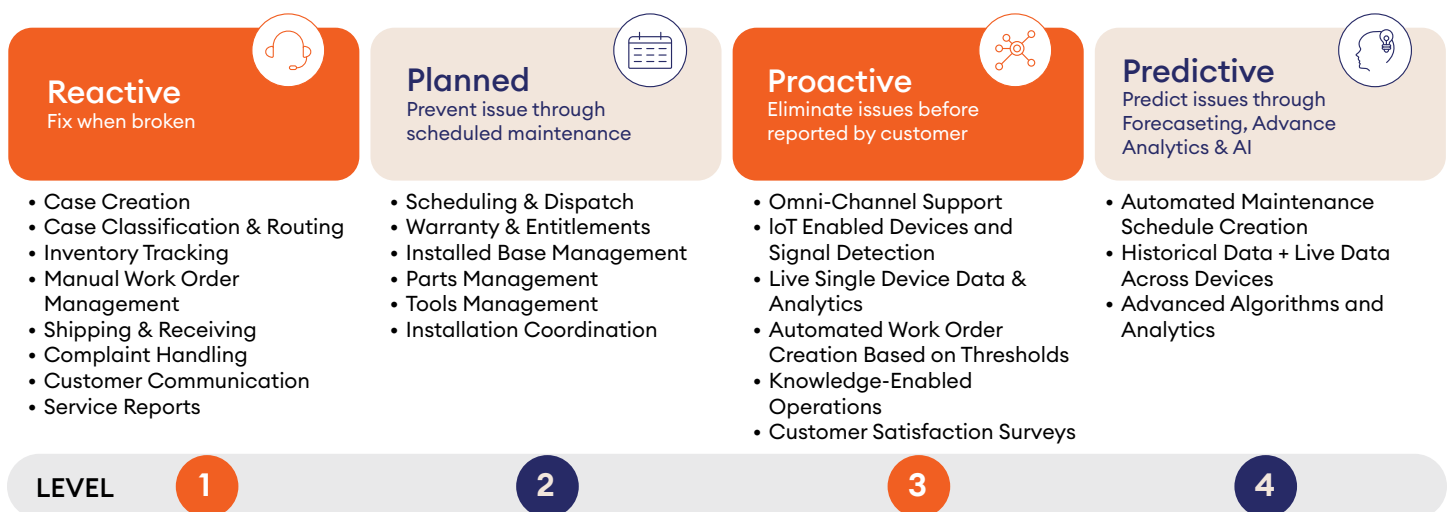 Reactive
Fix when broken
• Case Creation
• Case Classification & Routing
• Inventory Tracking
• Manual Work Order
Management
• Shipping & Receiving
• Complaint Handling
• Customer Communication
• Service Reports
Planned
Prevent issue through
scheduled maintenance
• Scheduling & Dispatch
• Warranty & Entitlements
• Installed Base Management
• Parts Management
• Tools Management
• Installation Coordination
Proactive
Eliminate issues before
reported by customer
• Omni-Channel Support
• IoT Enabled Devices and
Signal Detection
• Live Single Device Data &
Analytics
• Automated Work Order
Creation Based on Thresholds
• Knowledge-Enabled
Operations
• Customer Satisfaction Surveys
Predictive
Predict issues through
Forecaseting, Advance
Analytics & AI
• Automated Maintenance
Schedule Creation
• Historical Data + Live Data
Across Devices
• Advanced Algorithms and
Analytics
LEVEL 1 2 3 4